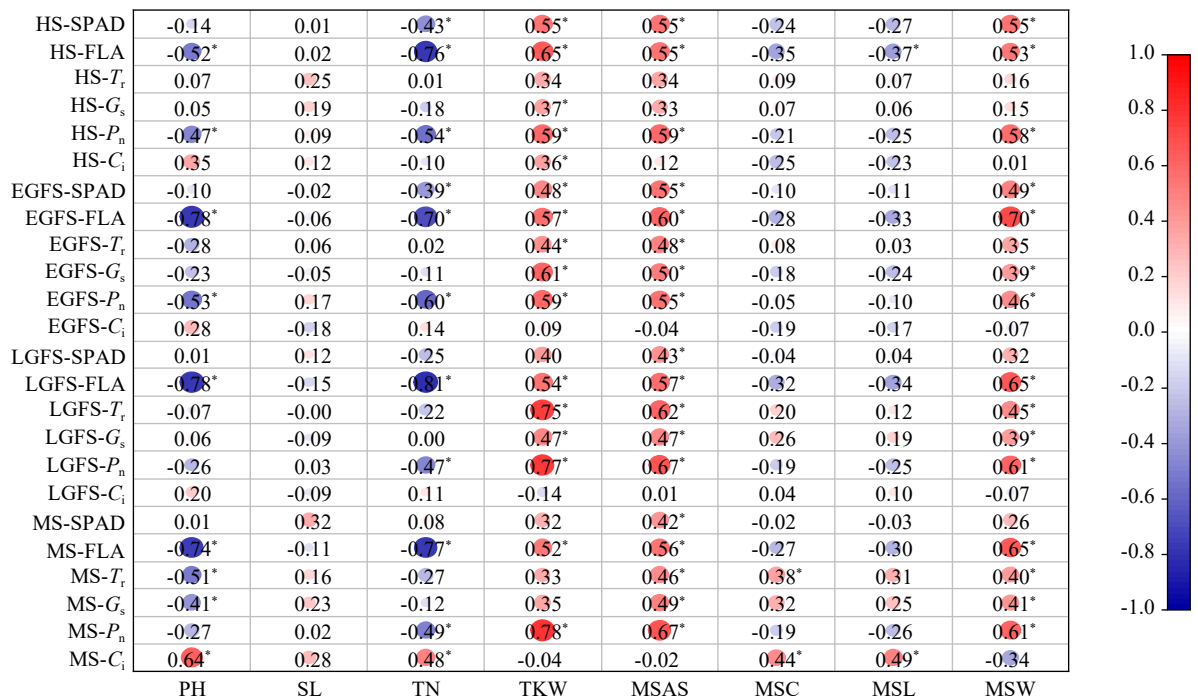 HS-SPAD -0.14 0.01 -0.43* 0.55* 0.55* -0.24 -0.27 0.55*
HS-FLA -0.52* 0.02 -0.76* 0.65* 0.55* -0.35 -0.37* 0.53*
HS-Tr 0.07 0.25 0.01 0.34 0.34 0.09 0.07 0.16
HS-Gs 0.05 0.19 -0.18 0.37* 0.33 0.07 0.06 0.15
HS-Pn -0.47* 0.09 -0.54* 0.59* 0.59* -0.21 -0.25 0.58*
HS-Ci 0.35 0.12 -0.10 0.36* 0.12 -0.25 -0.23 0.01
EGFS-SPAD -0.10 -0.02 -0.39* 0.48* 0.55* -0.10 -0.11 0.49*
EGFS-FLA -0.78* -0.06 -0.70* 0.57* 0.60* -0.28 -0.33 0.70*
EGFS-Tr -0.28 0.06 0.02 0.44* 0.48* 0.08 0.03 0.35
EGFS-Gs -0.23 -0.05 -0.11 0.61* 0.50* -0.18 -0.24 0.39*
EGFS-Pn -0.53* 0.17 -0.60* 0.59* 0.55* -0.05 -0.10 0.46*
EGFS-Ci 0.28 -0.18 0.14 0.09 -0.04 -0.19 -0.17 -0.07
LGFS-SPAD 0.01 0.12 -0.25 0.40 0.43* -0.04 0.04 0.32
LGFS-FLA -0.78* -0.15 -0.81* 0.54* 0.57* -0.32 -0.34 0.65*
LGFS-Tr -0.07 -0.00 -0.22 0.75* 0.62* 0.20 0.12 0.45*
LGFS-Gs 0.06 -0.09 0.00 0.47* 0.47* 0.26 0.19 0.39*
LGFS-Pn -0.26 0.03 -0.47* 0.77* 0.67* -0.19 -0.25 0.61*
LGFS-Ci 0.20 -0.09 0.11 -0.14 0.01 0.04 0.10 -0.07
MS-SPAD 0.01 0.32 0.08 0.32 0.42* -0.02 -0.03 0.26
MS-FLA -0.74* -0.11 -0.77* 0.52* 0.56* -0.27 -0.30 0.65*
MS-Tr -0.51* 0.16 -0.27 0.33 0.46* 0.38* 0.31 0.40*
MS-Gs -0.41* 0.23 -0.12 0.35 0.49* 0.32 0.25 0.41*
MS-Pn -0.27 0.02 -0.49* 0.78* 0.67* -0.19 -0.26 0.61*
MS-Ci 0.64* 0.28 0.48* -0.04 -0.02 0.44* 0.49* -0.34
PH SL TN TKW MSAS MSC MSL MSW
1.0
0.8
0.6
0.4
0.2
0.0
-0.2
-0.4
-0.6
-0.8
-1.0